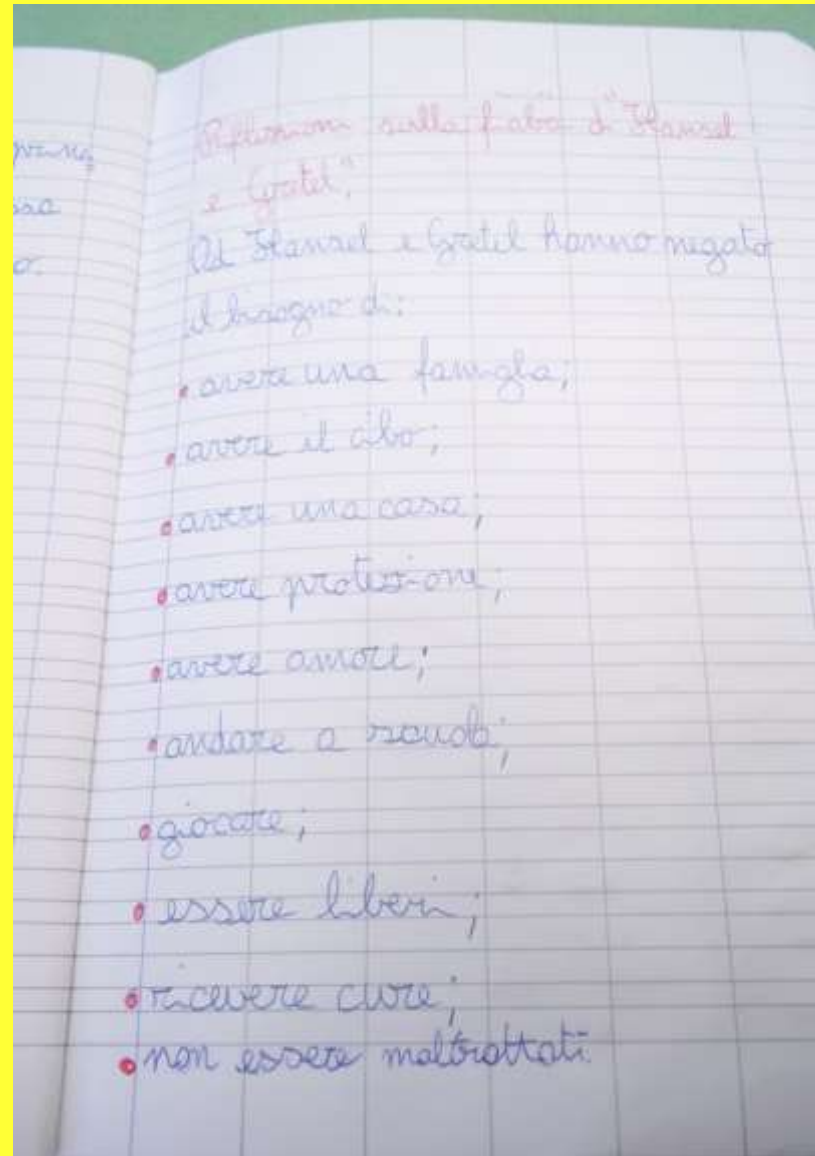 Riflessioni sulla fiaba di "Hansel
e Gretel".
Ad Hansel e Gretel hanno negato
il bisogno di:
• avere una famiglia;
• avere il cibo;
• avere una casa;
• avere protezione;
• avere amore;
• andare a scuola;
• giocare;
• essere liberi;
• ricevere cure;
• non essere maltrattati.